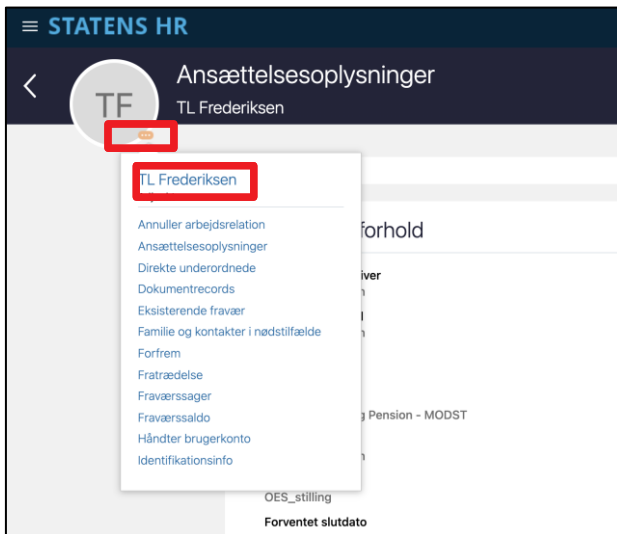 STATENS HR
Ansættelsesoplysninger
TF
TL Frederiksen
TL Frederiksen
Annuller arbejdsrelation
Ansættelsesoplysninger
Direkte underordnede
Dokumentrecords
Eksisterende fravær
Familie og kontakter i nødstilfælde
Forfrem
Fratrædelse
Fraværssager
Fraværssaldo
Håndter brugerkonto
Identifikationsinfo
forhold
iver
g Pension - MODST
OES_stilling
Forventet slutdato